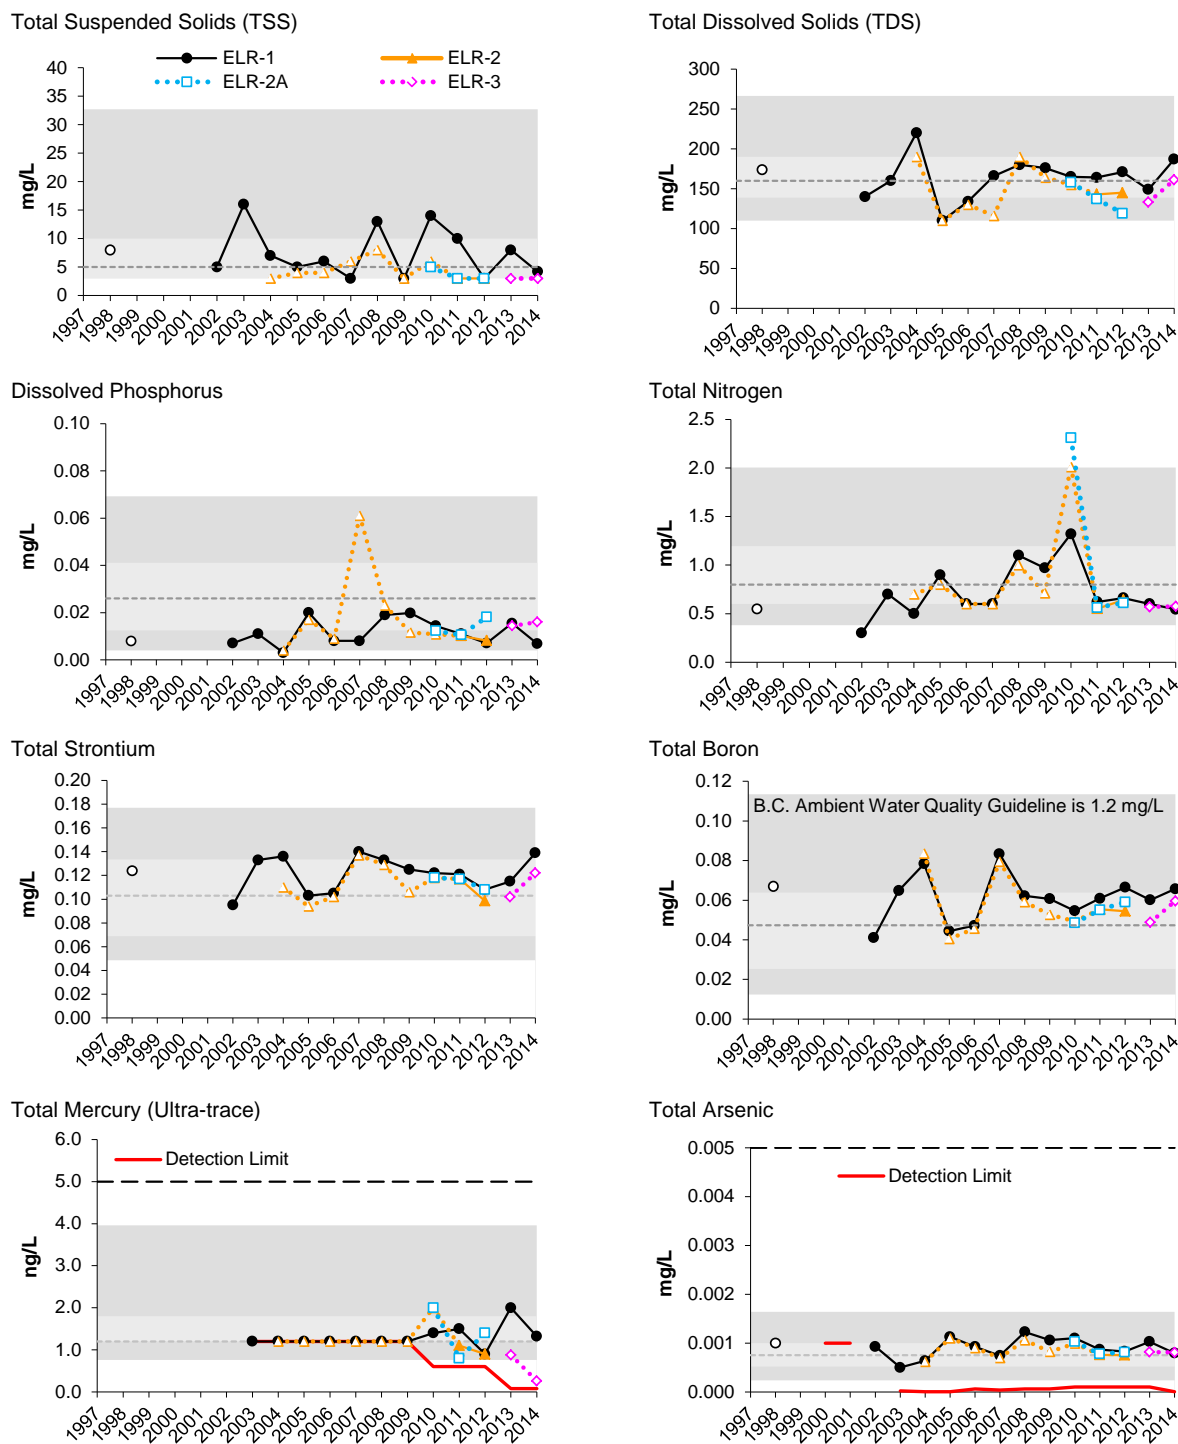 Total Suspended Solids (TSS)
ELR-1
ELR-2
ELR-2A
ELR-3
40
35
30
25
20
15
10
5
0
mg/L
1997 1998 1999 2000 2001 2002 2003 2004 2005 2006 2007 2008 2009 2010 2011 2012 2013 2014
Total Dissolved Solids (TDS)
300
250
200
150
100
50
0
mg/L
1997 1998 1999 2000 2001 2002 2003 2004 2005 2006 2007 2008 2009 2010 2011 2012 2013 2014
Dissolved Phosphorus
0.10
0.08
0.06
0.04
0.02
0.00
mg/L
1997 1998 1999 2000 2001 2002 2003 2004 2005 2006 2007 2008 2009 2010 2011 2012 2013 2014
Total Nitrogen
2.5
2.0
1.5
1.0
0.5
0.0
mg/L
1997 1998 1999 2000 2001 2002 2003 2004 2005 2006 2007 2008 2009 2010 2011 2012 2013 2014
Total Strontium
0.20
0.18
0.16
0.14
0.12
0.10
0.08
0.06
0.04
0.02
0.00
mg/L
1997 1998 1999 2000 2001 2002 2003 2004 2005 2006 2007 2008 2009 2010 2011 2012 2013 2014
Total Boron
B.C. Ambient Water Quality Guideline is 1.2 mg/L
0.12
0.10
0.08
0.06
0.04
0.02
0.00
mg/L
1997 1998 1999 2000 2001 2002 2003 2004 2005 2006 2007 2008 2009 2010 2011 2012 2013 2014
Total Mercury (Ultra-trace)
Detection Limit
6.0
5.0
4.0
3.0
2.0
1.0
0.0
ng/L
1997 1998 1999 2000 2001 2002 2003 2004 2005 2006 2007 2008 2009 2010 2011 2012 2013 2014
Total Arsenic
Detection Limit
0.005
0.004
0.003
0.002
0.001
0.000
mg/L
1997 1998 1999 2000 2001 2002 2003 2004 2005 2006 2007 2008 2009 2010 2011 2012 2013 2014